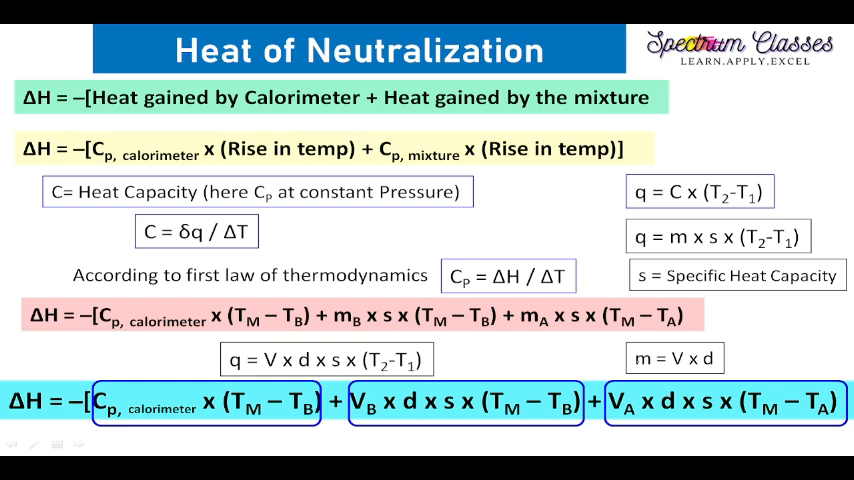 Heat of Neutralization
Spectrum Classes
LEARN.APPLY.EXCEL
ΔH = –[Heat gained by Calorimeter + Heat gained by the mixture
ΔH = –[Cp, calorimeter x (Rise in temp) + Cp, mixture x (Rise in temp)]
C= Heat Capacity (here CP at constant Pressure)
q = C x (T2-T1)
C = δq / ΔT
q = m x s x (T2-T1)
According to first law of thermodynamics
CP = ΔH / ΔT
s = Specific Heat Capacity
ΔH = –[Cp, calorimeter x (TM – TB) + mB x s x (TM – TB) + mA x s x (TM – TA)
q = V x d x s x (T2-T1)
m = V x d
ΔH = –[Cp, calorimeter x (TM – TB) + VB x d x s x (TM – TB) + VA x d x s x (TM – TA)